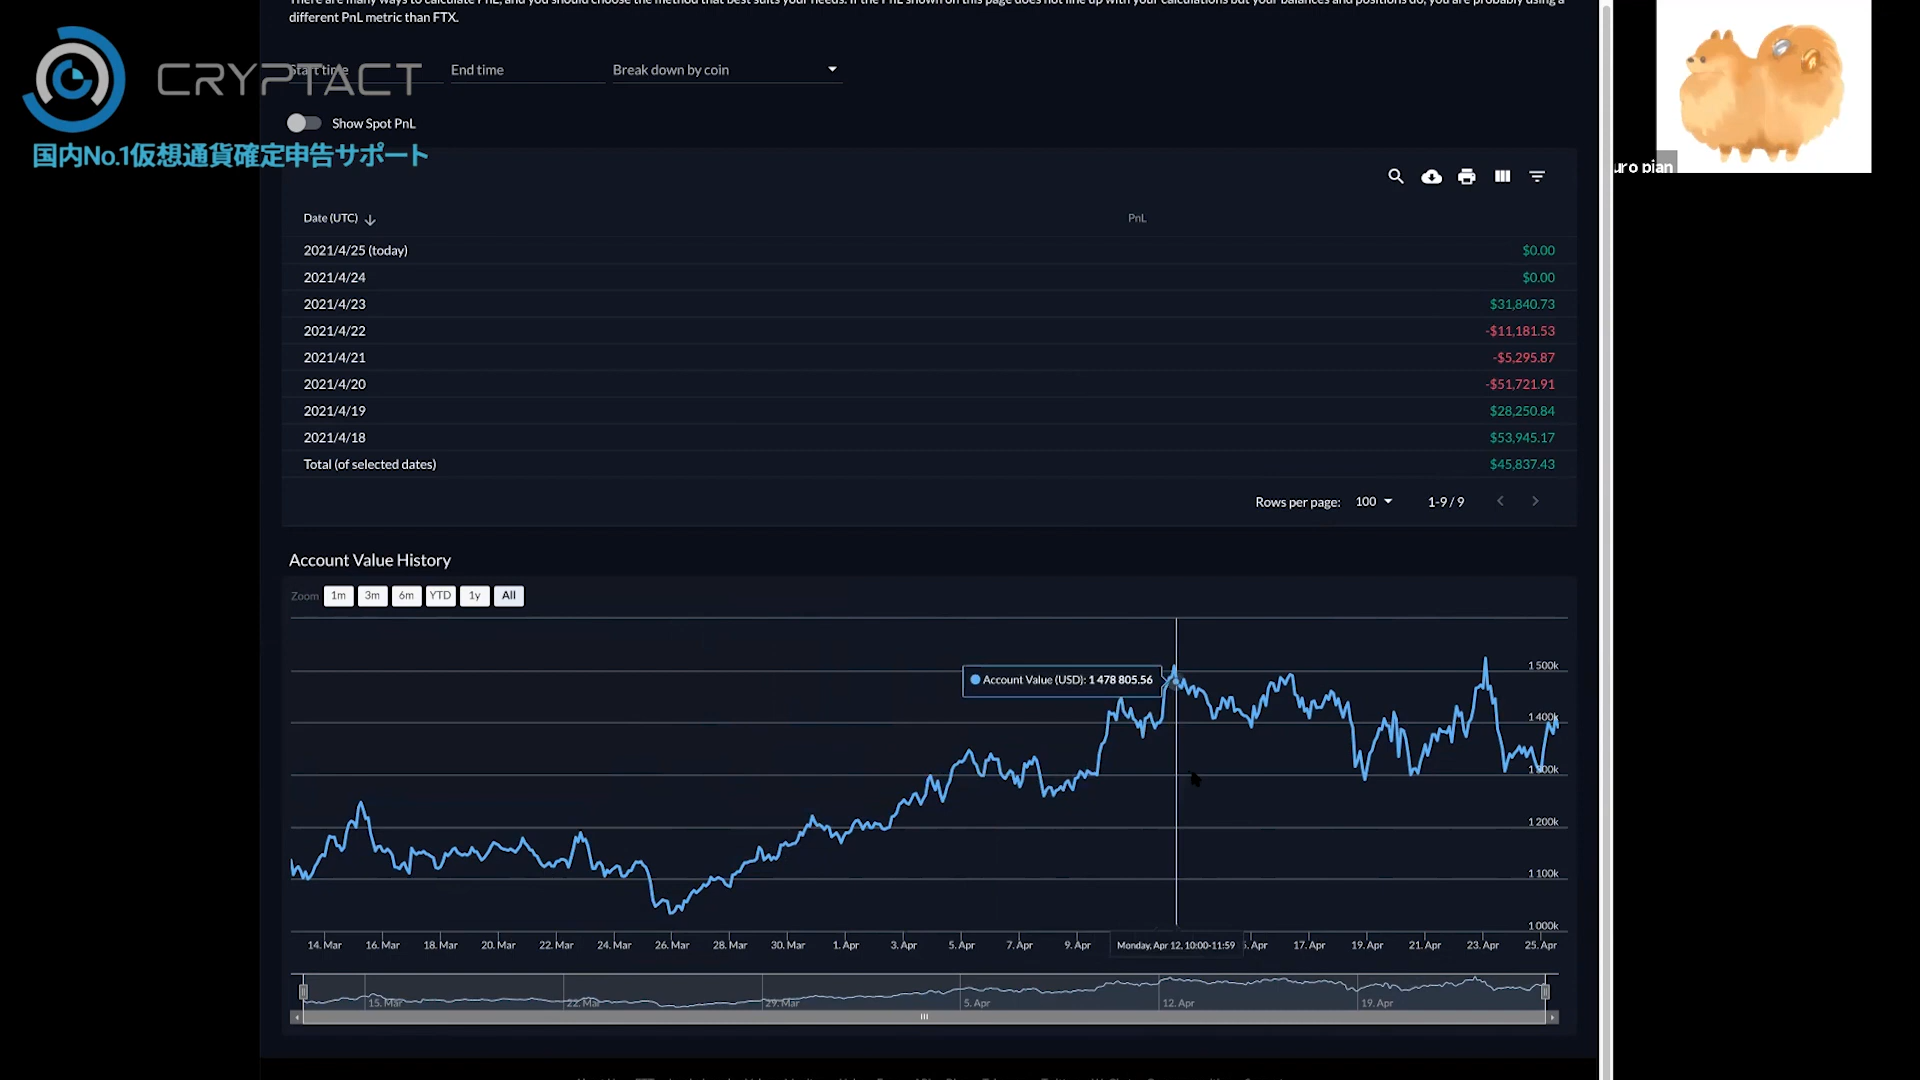 different PnL metric than FTX.
CRYPTACT
Start time
End time
Break down by coin
Show Spot PnL
国内No.1仮想通貨確定申告サポート
uro pian
Date (UTC)
PnL
2021/4/25 (today)
$0.00
2021/4/24
$0.00
2021/4/23
$31,840.73
2021/4/22
-$11,181.53
2021/4/21
-$5,295.87
2021/4/20
-$51,721.91
2021/4/19
$28,250.84
2021/4/18
$53,945.17
Total (of selected dates)
$45,837.43
Rows per page: 100 1-9 / 9
Account Value History
Zoom 1m 3m 6m YTD 1y All
1 500k
Account Value (USD): 1 478 805.56
1 400k
1 300k
1 200k
1 100k
1 000k
14. Mar 16. Mar 18. Mar 20. Mar 22. Mar 24. Mar 26. Mar 28. Mar 30. Mar 1. Apr 3. Apr 5. Apr 7. Apr 9. Apr Monday, Apr 12, 10:00-11:59 5. Apr 17. Apr 19. Apr 21. Apr 23. Apr 25. Apr
15. Mar 22. Mar 29. Mar 5. Apr 12. Apr 19. Apr